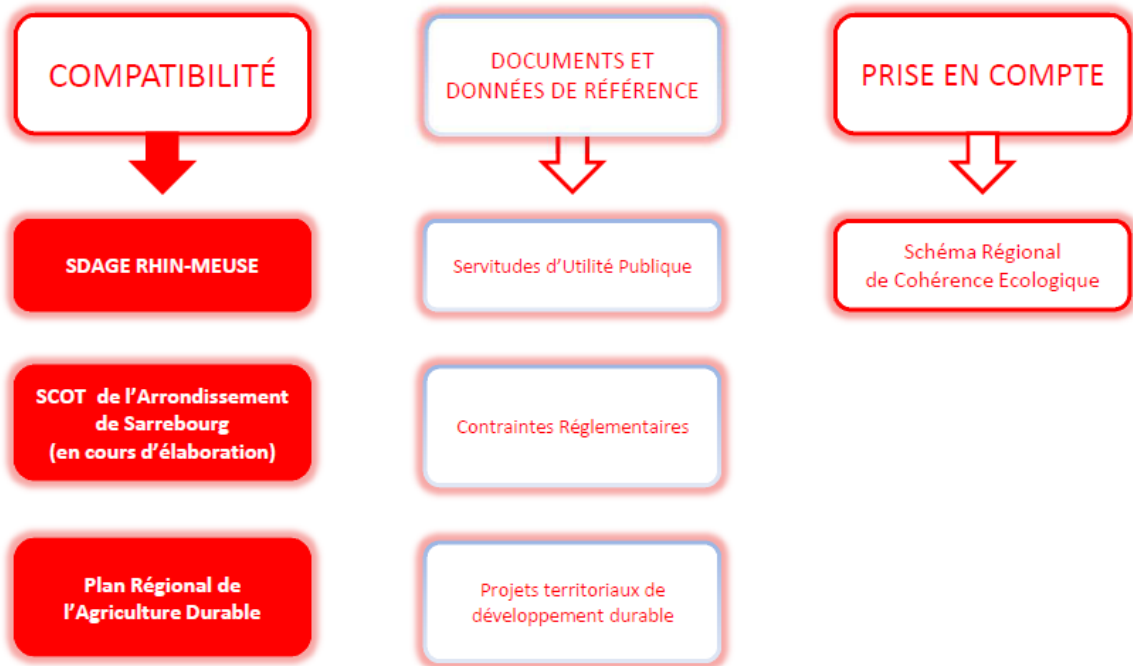 COMPATIBILITÉ
SDAGE RHIN-MEUSE
SCOT de l'Arrondissement
de Sarrebourg
(en cours d'élaboration)
Plan Régional de
l'Agriculture Durable
DOCUMENTS ET
DONNÉES DE RÉFÉRENCE
Servitudes d'Utilité Publique
Contraintes Réglementaires
Projets territoriaux de
développement durable
PRISE EN COMPTE
Schéma Régional
de Cohérence Ecologique